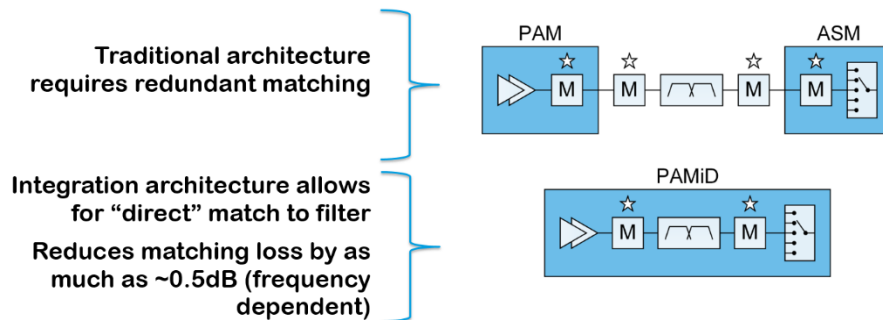 Traditional architecture
requires redundant matching
PAM
ASM
M
M
M
M
Integration architecture allows
for “direct” match to filter
Reduces matching loss by as
much as ~0.5dB (frequency
dependent)
PAMiD
M
M